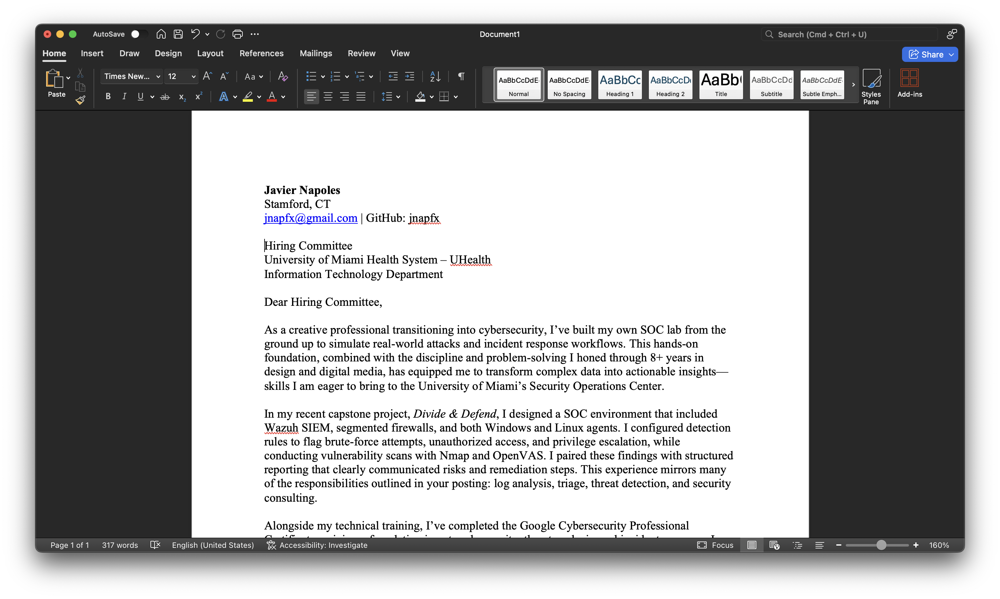 AutoSave
Document1
Search (Cmd + Ctrl + U)
Home Insert Draw Design Layout References Mailings Review View
Share
Paste
Times New... 12
Aa
B I U ab x2 x2 A A
AaBbCcDdE Normal
AaBbCcDdE No Spacing
AaBbCc Heading 1
AaBbCcD Heading 2
AaBb Title
AaBbCcDd Subtitle
AaBbCcDdE Subtle Emph...
Styles Pane
Add-ins
Javier Napoles
Stamford, CT
jnapfx@gmail.com | GitHub: jnapfx
Hiring Committee
University of Miami Health System – UHealth
Information Technology Department
Dear Hiring Committee,
As a creative professional transitioning into cybersecurity, I’ve built my own SOC lab from the
ground up to simulate real-world attacks and incident response workflows. This hands-on
foundation, combined with the discipline and problem-solving I honed through 8+ years in
design and digital media, has equipped me to transform complex data into actionable insights—
skills I am eager to bring to the University of Miami’s Security Operations Center.
In my recent capstone project, Divide & Defend, I designed a SOC environment that included
Wazuh SIEM, segmented firewalls, and both Windows and Linux agents. I configured detection
rules to flag brute-force attempts, unauthorized access, and privilege escalation, while
conducting vulnerability scans with Nmap and OpenVAS. I paired these findings with structured
reporting that clearly communicated risks and remediation steps. This experience mirrors many
of the responsibilities outlined in your posting: log analysis, triage, threat detection, and security
consulting.
Alongside my technical training, I’ve completed the Google Cybersecurity Professional
Page 1 of 1 317 words English (United States) Accessibility: Investigate Focus 160%